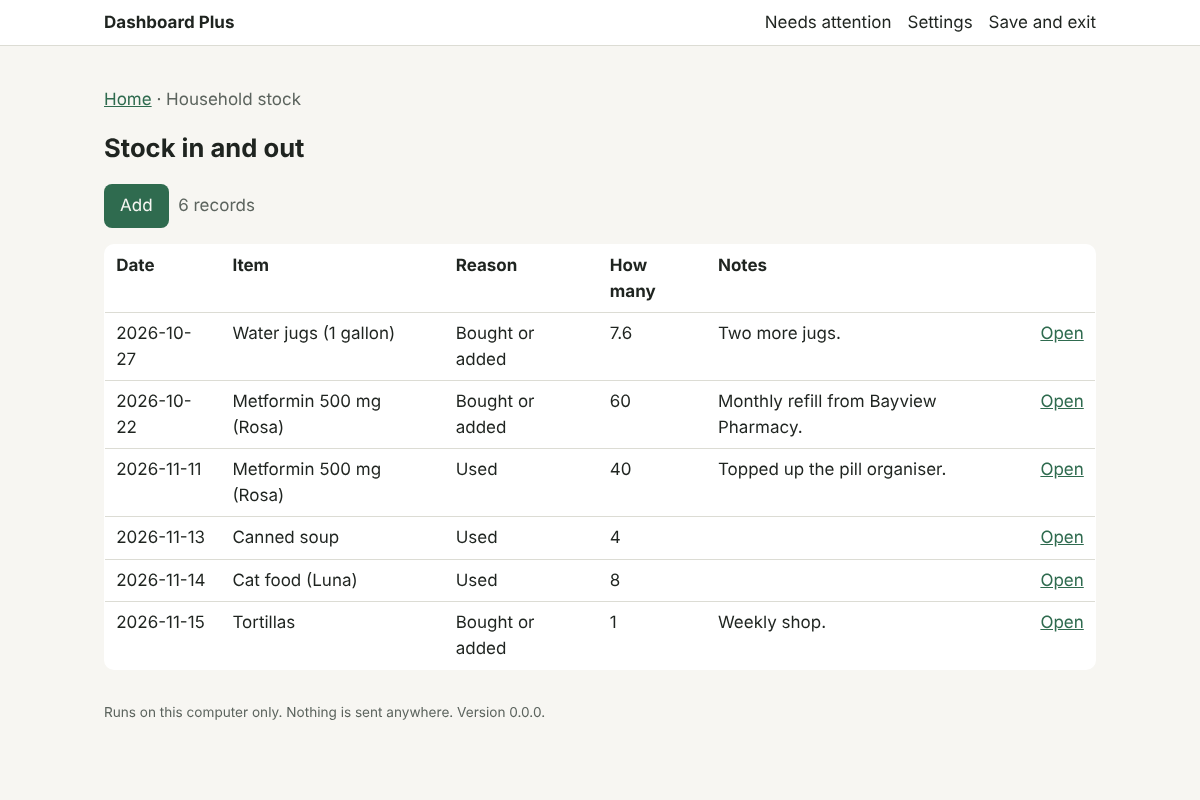 Dashboard Plus
Needs attention Settings Save and exit
Home · Household stock
Stock in and out
Add 6 records
Date Item Reason How many Notes
2026-10-27 Water jugs (1 gallon) Bought or added 7.6 Two more jugs. Open
2026-10-22 Metformin 500 mg (Rosa) Bought or added 60 Monthly refill from Bayview Pharmacy. Open
2026-11-11 Metformin 500 mg (Rosa) Used 40 Topped up the pill organiser. Open
2026-11-13 Canned soup Used 4 Open
2026-11-14 Cat food (Luna) Used 8 Open
2026-11-15 Tortillas Bought or added 1 Weekly shop. Open
Runs on this computer only. Nothing is sent anywhere. Version 0.0.0.